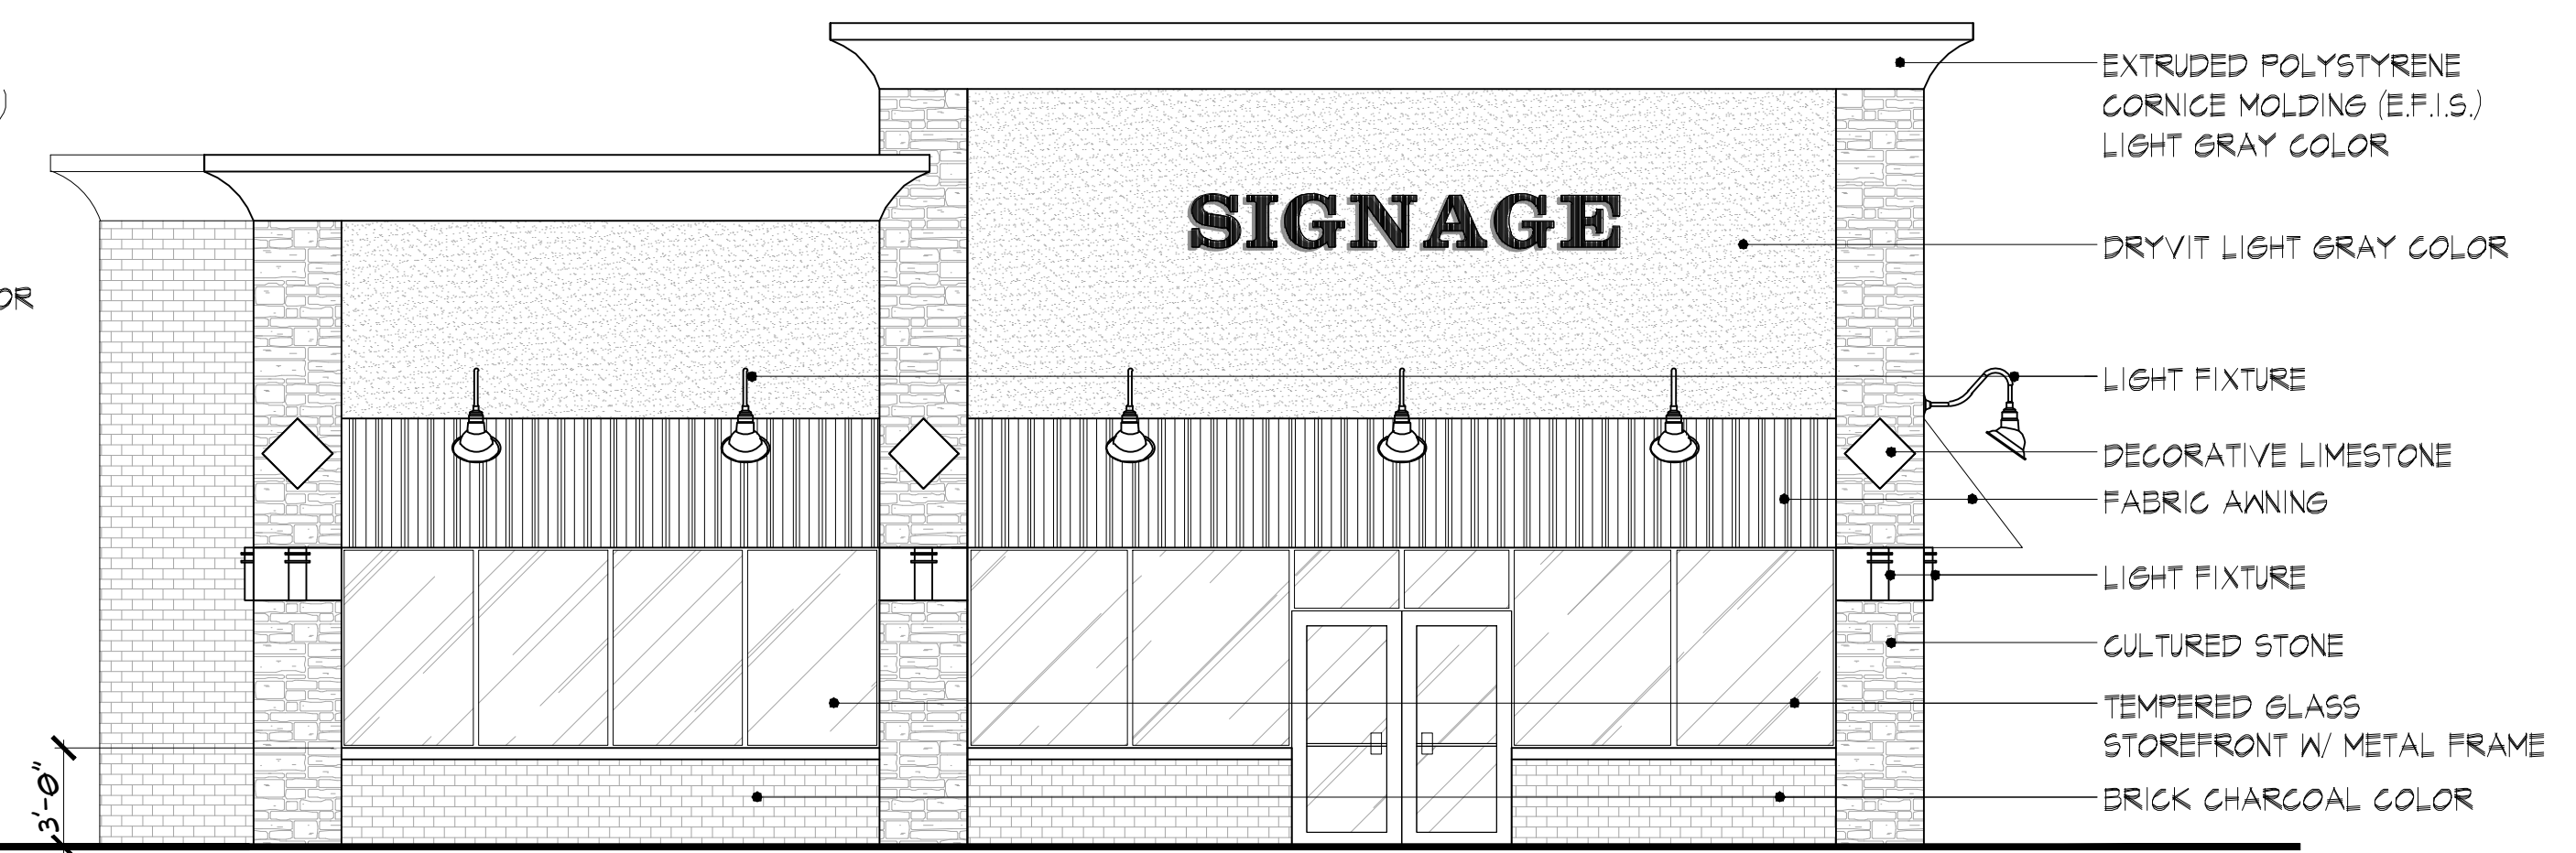 )
EXTRUDED POLYSTYRENE
CORNICE MOLDING (E.F.I.S.)
LIGHT GRAY COLOR
SIGNAGE
DRYVIT LIGHT GRAY COLOR
OR
LIGHT FIXTURE
DECORATIVE LIMESTONE
FABRIC AWNING
LIGHT FIXTURE
CULTURED STONE
TEMPERED GLASS
STOREFRONT W/ METAL FRAME
3'-0"
BRICK CHARCOAL COLOR